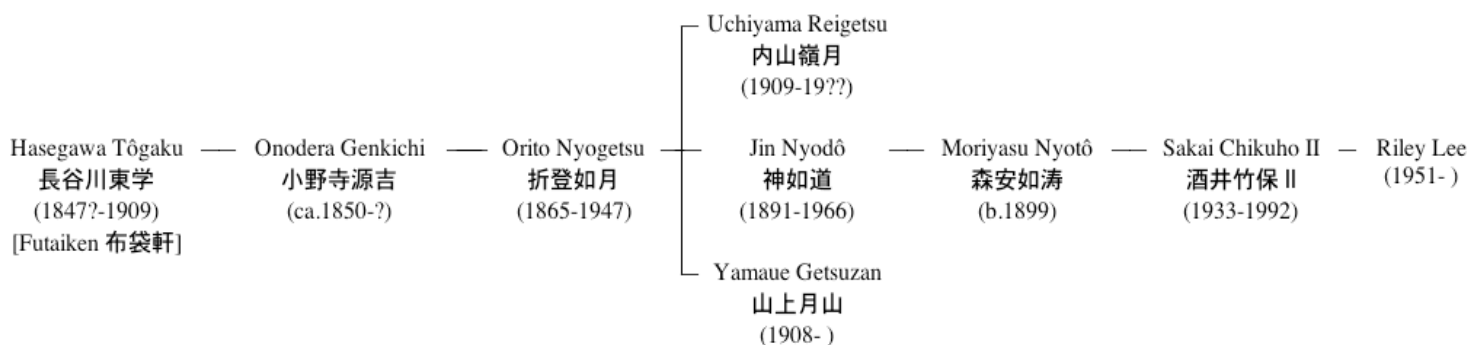 Uchiyama Reigetsu
内山嶺月
(1909-19??)
Hasegawa Tôgaku
長谷川東学
(1847?-1909)
[Futaiken 布袋軒]
Onodera Genkichi
小野寺源吉
(ca.1850-?)
Orito Nyogetsu
折登如月
(1865-1947)
Jin Nyodô
神如道
(1891-1966)
Moriyasu Nyotô
森安如涛
(b.1899)
Sakai Chikuho II
酒井竹保 II
(1933-1992)
Riley Lee
(1951- )
Yamaue Getsuzan
山上月山
(1908- )